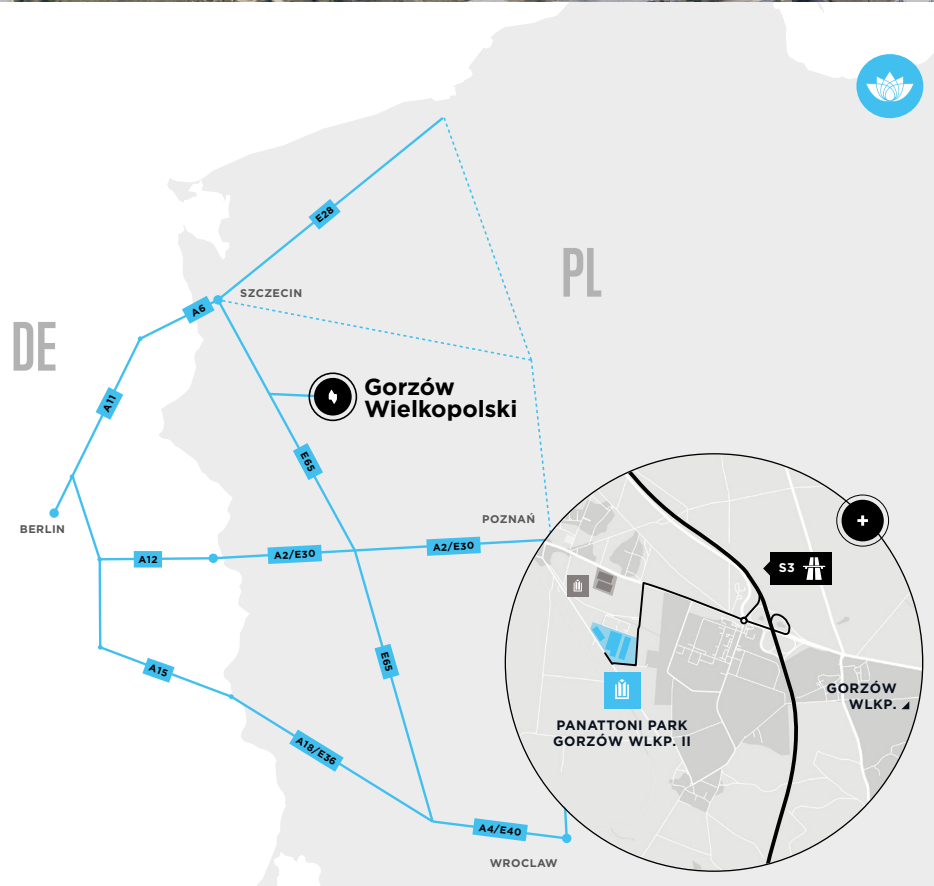 E28
PL
SZCZECIN
A6
DE
Gorzów
Wielkopolski
A11
E65
POZNAŃ
BERLIN
A12
A2/E30
A2/E30
S3
E65
A15
GORZÓW
WLKP.
PANATTONI PARK
GORZÓW WLKP. II
A18/E36
A4/E40
WROCLAW